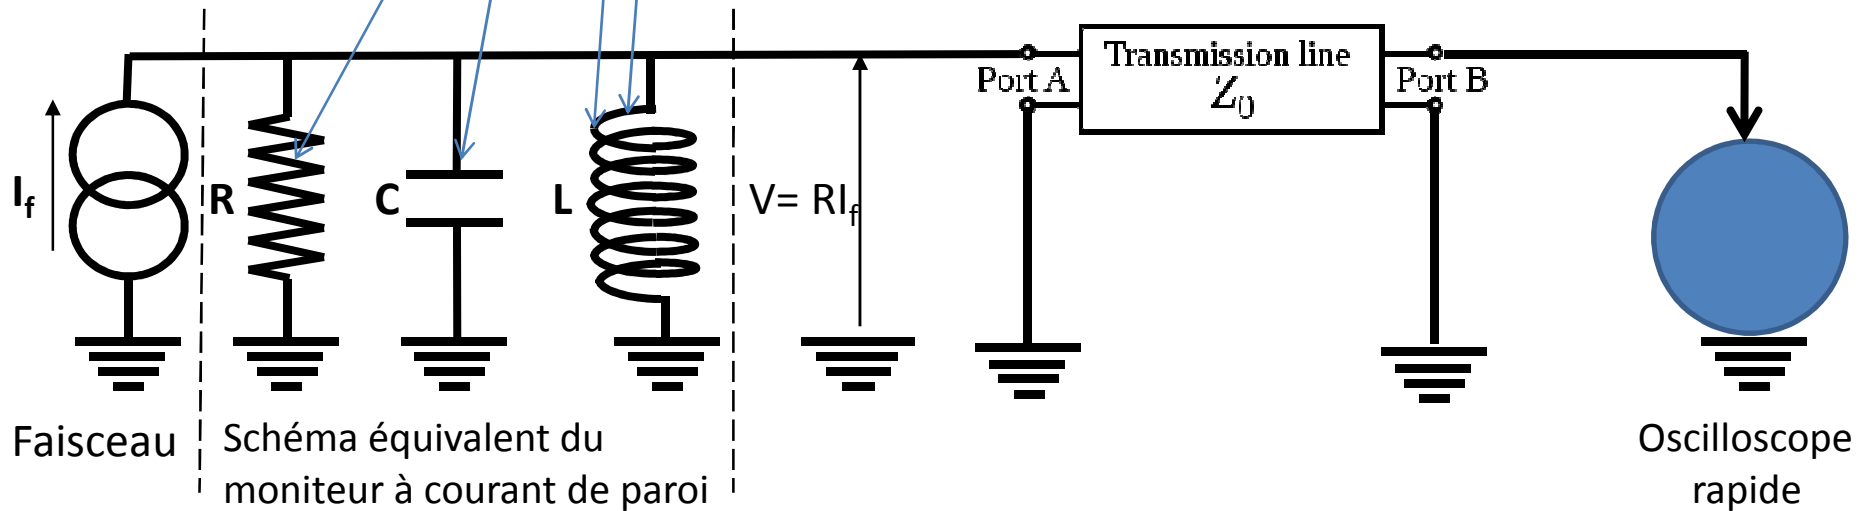 Transmission line
Z0
Port A
Port B
If
R
C
L
V= RIf
Faisceau
Schéma équivalent du
moniteur à courant de paroi
Oscilloscope
rapide